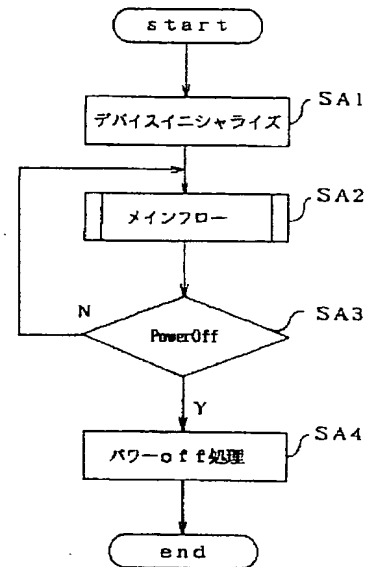 start
デバイスイニシャライズ
SA1
メインフロー
SA2
PowerOff
SA3
N
Y
パワーoff処理
SA4
end